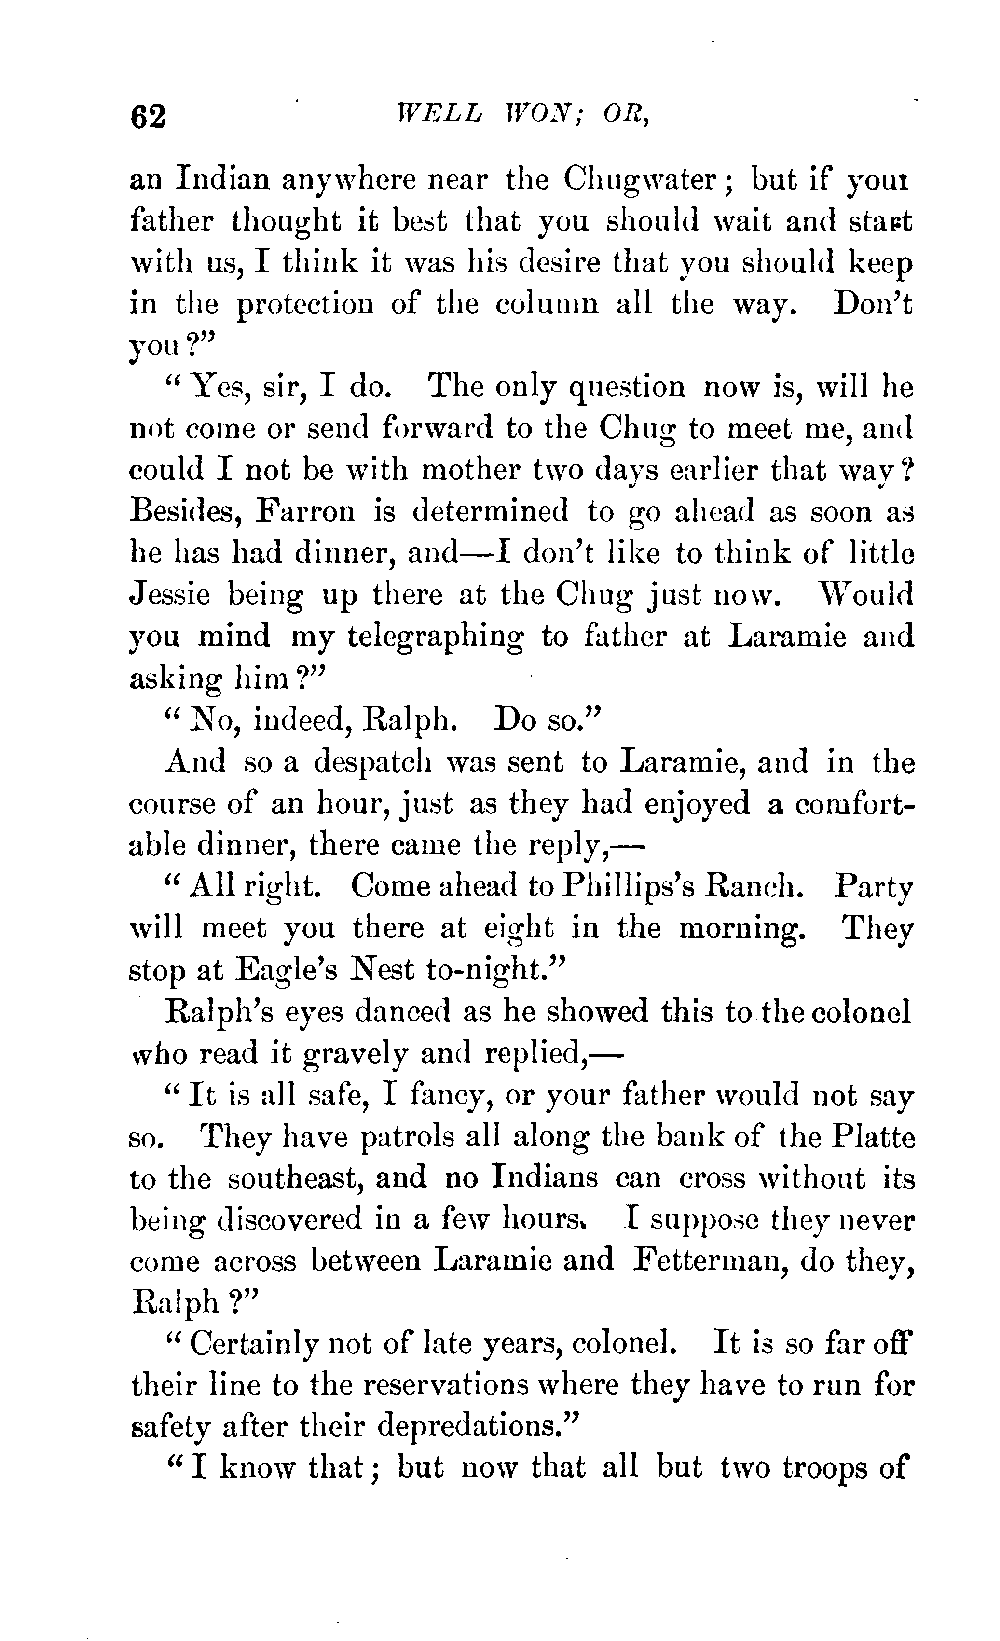 62 WELL WON; OR,
an Indian anywhere near the Chugwater; but if your
father thought it best that you should wait and start
with us, I think it was his desire that you should keep
in the protection of the column all the way. Don't
you?"
"Yes, sir, I do. The only question now is, will he
not come or send forward to the Chug to meet me, and
could I not be with mother two days earlier that way?
Besides, Farron is determined to go ahead as soon as
he has had dinner, and—I don't like to think of little
Jessie being up there at the Chug just now. Would
you mind my telegraphing to father at Laramie and
asking him?"
"No, indeed, Ralph. Do so."
And so a despatch was sent to Laramie, and in the
course of an hour, just as they had enjoyed a comfort-
able dinner, there came the reply,—
"All right. Come ahead to Phillips's Ranch. Party
will meet you there at eight in the morning. They
stop at Eagle's Nest to-night."
Ralph's eyes danced as he showed this to the colonel
who read it gravely and replied,—
"It is all safe, I fancy, or your father would not say
so. They have patrols all along the bank of the Platte
to the southeast, and no Indians can cross without its
being discovered in a few hours. I suppose they never
come across between Laramie and Fetterman, do they,
Ralph?"
"Certainly not of late years, colonel. It is so far off
their line to the reservations where they have to run for
safety after their depredations."
"I know that; but now that all but two troops of